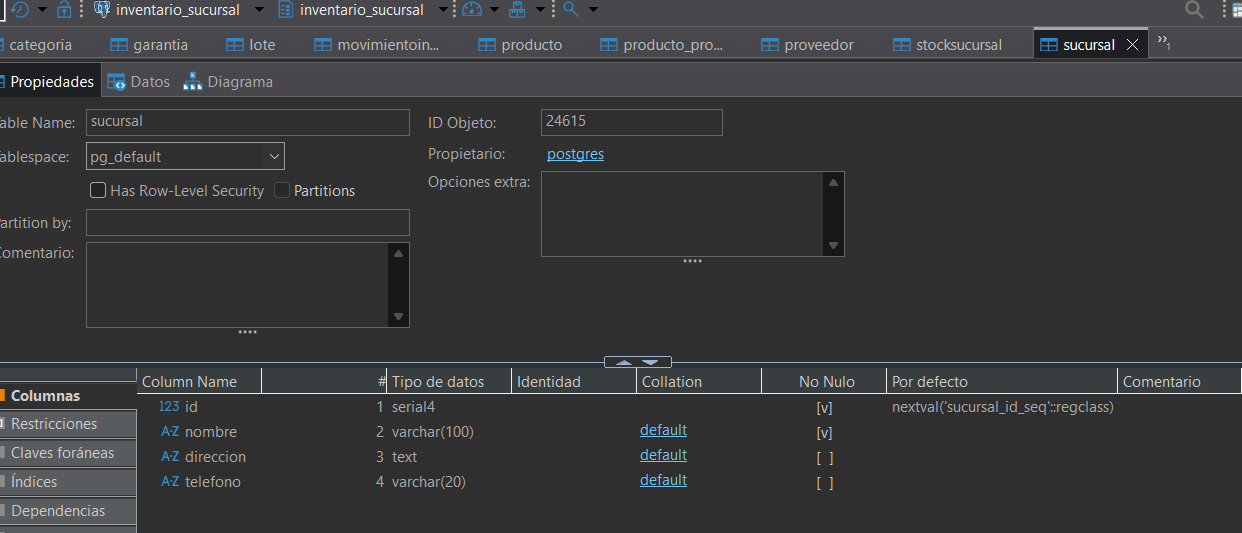 inventario_sucursal inventario_sucursal
categoria garantia lote movimientoin... producto producto_pro... proveedor stocksucursal sucursal »1
Propiedades Datos Diagrama
able Name: sucursal ID Objeto: 24615
ablespace: pg_default Propietario: postgres
Has Row-Level Security Partitions Opciones extra:
artition by:
omentario:
Column Name # Tipo de datos Identidad Collation No Nulo Por defecto Comentario
Columnas 123 id 1 serial4 [v] nextval('sucursal_id_seq'::regclass)
Restricciones A-Z nombre 2 varchar(100) default [v]
Claves foráneas A-Z direccion 3 text default [ ]
Índices A-Z telefono 4 varchar(20) default [ ]
Dependencias